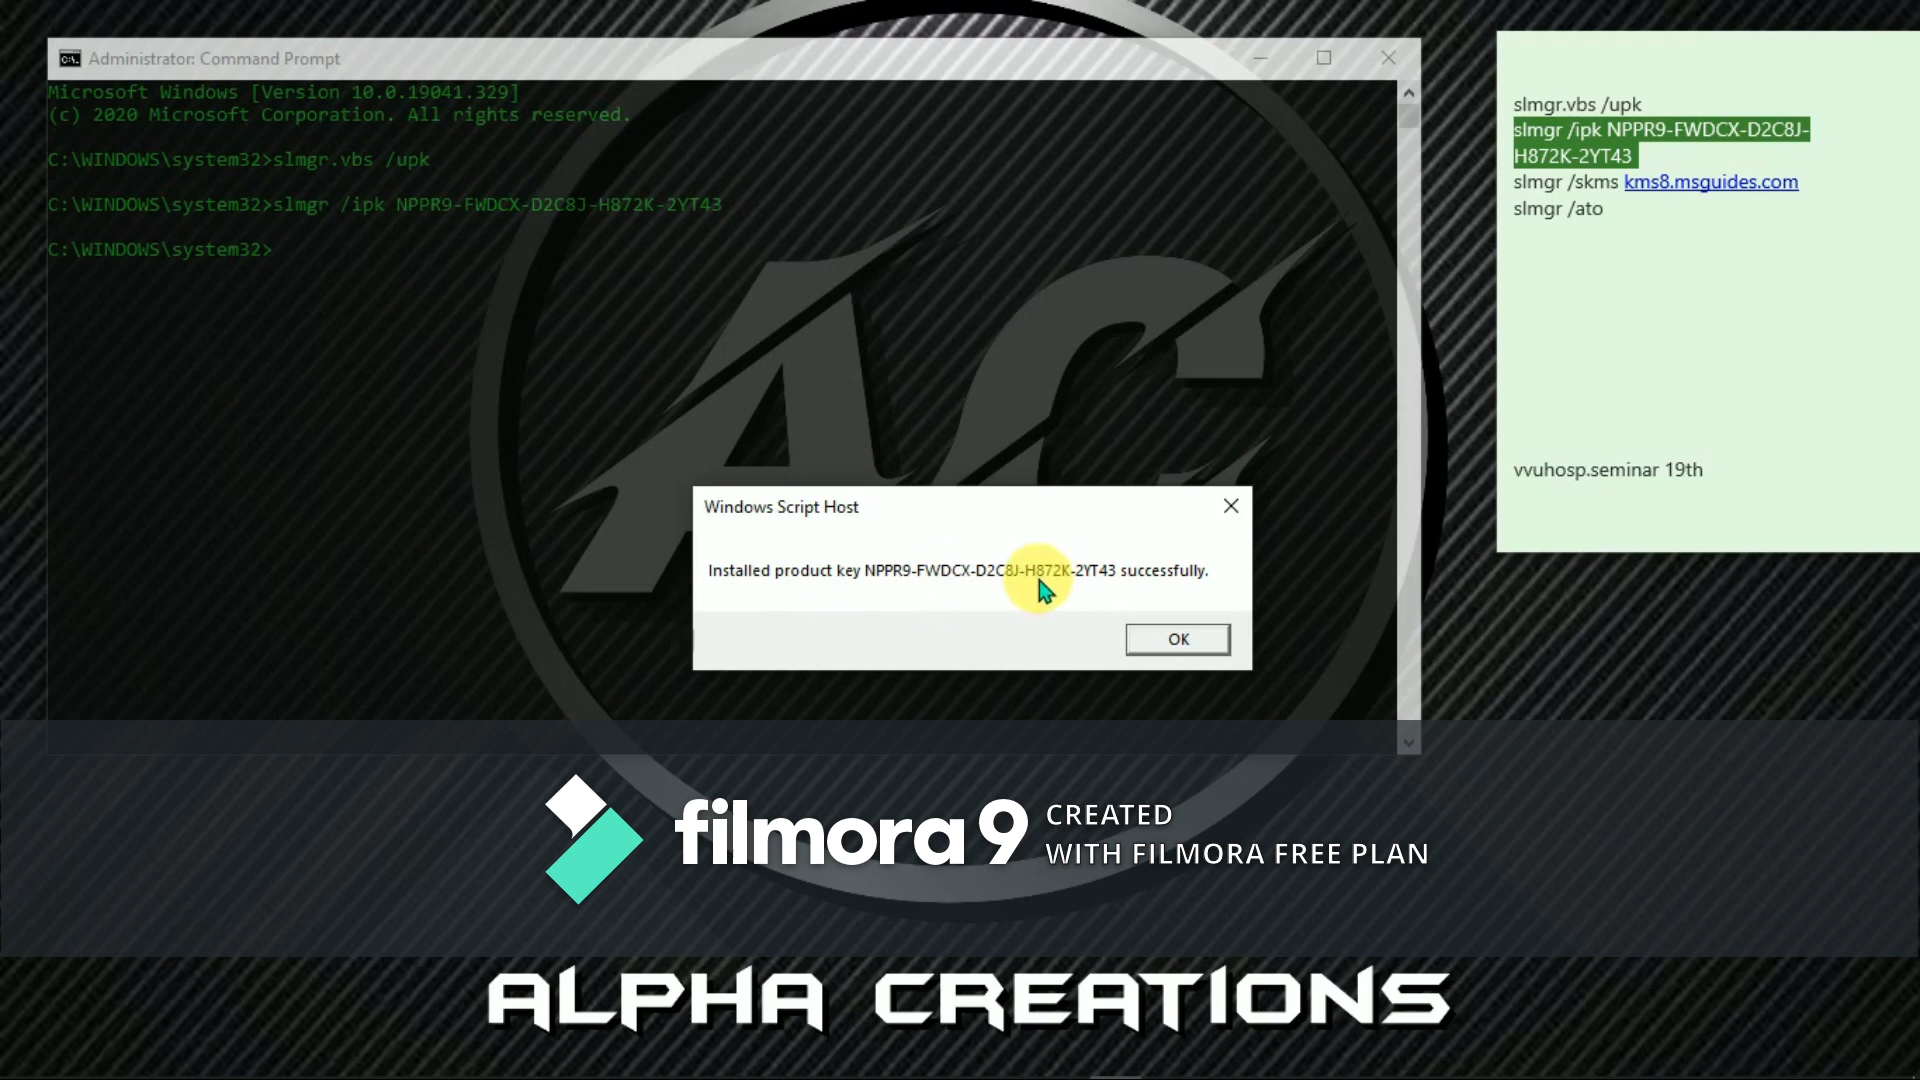 Administrator: Command Prompt
Microsoft Windows [Version 10.0.19041.329]
(c) 2020 Microsoft Corporation. All rights reserved.
C:\WINDOWS\system32>slmgr.vbs /upk
C:\WINDOWS\system32>slmgr /ipk NPPR9-FWDCX-D2C8J-H872K-2YT43
C:\WINDOWS\system32>
slmgr.vbs /upk
slmgr /ipk NPPR9-FWDCX-D2C8J-
H872K-2YT43
slmgr /skms kms8.msguides.com
slmgr /ato
vvuhosp.seminar 19th
AC
Windows Script Host
Installed product key NPPR9-FWDCX-D2C8J-H872K-2YT43 successfully.
OK
filmora 9 CREATED
WITH FILMORA FREE PLAN
ALPHA CREATIONS